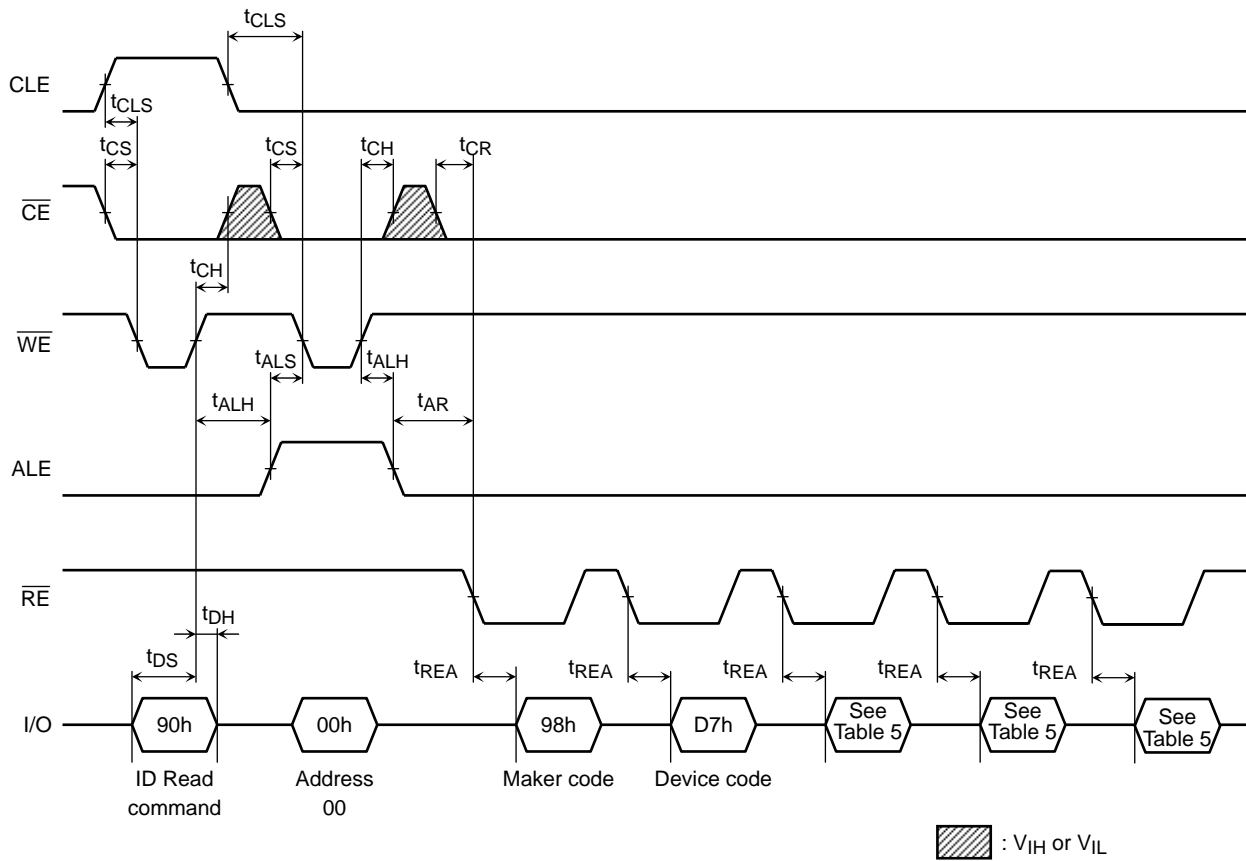 tCLS
CLE
tCLS
tCS
tCS
tCH
tCR
CE
tCH
WE
tALS
tALH
tALH
tAR
ALE
RE
tDH
tDS
tREA
tREA
tREA
tREA
tREA
I/O
90h
00h
98h
D7h
See
Table 5
See
Table 5
See
Table 5
ID Read
command
Address
00
Maker code
Device code
: VIH or VIL